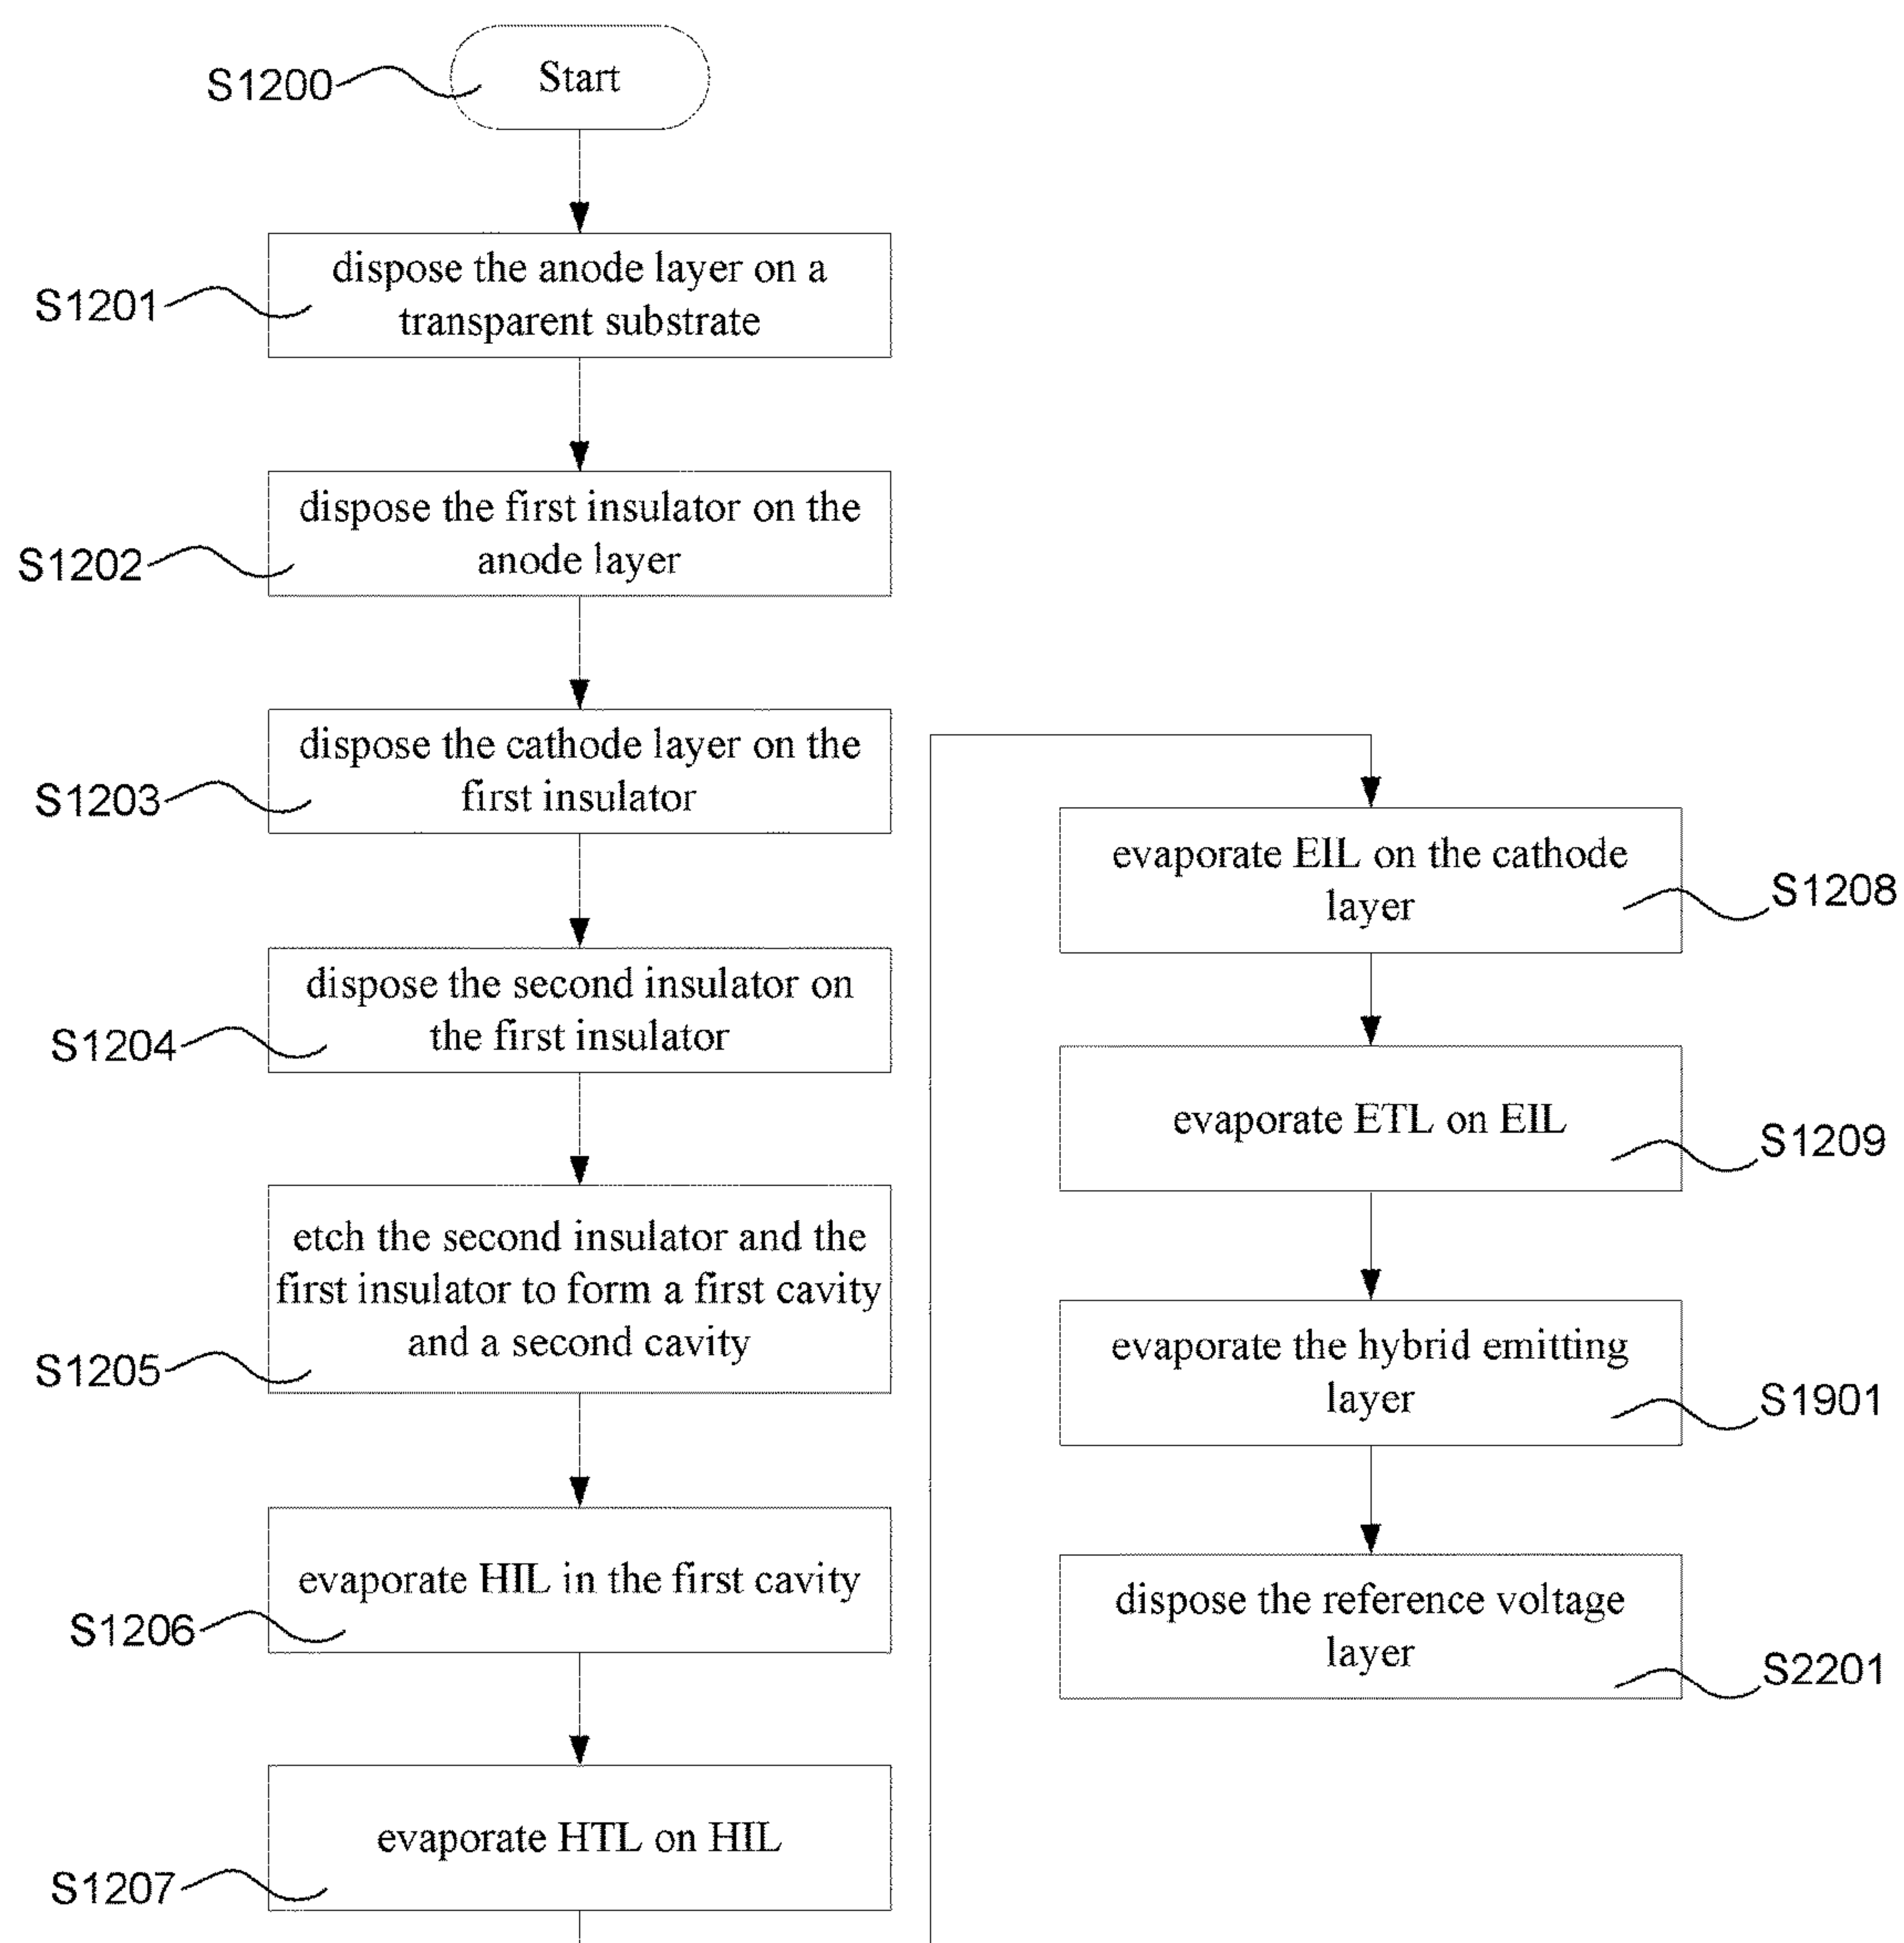 S1200
Start
S1201
dispose the anode layer on a
transparent substrate
S1202
dispose the first insulator on the
anode layer
S1203
dispose the cathode layer on the
first insulator
S1204
dispose the second insulator on
the first insulator
S1205
etch the second insulator and the
first insulator to form a first cavity
and a second cavity
S1206
evaporate HIL in the first cavity
S1207
evaporate HTL on HIL
evaporate EIL on the cathode
layer
S1208
evaporate ETL on EIL
S1209
evaporate the hybrid emitting
layer
S1901
dispose the reference voltage
layer
S2201